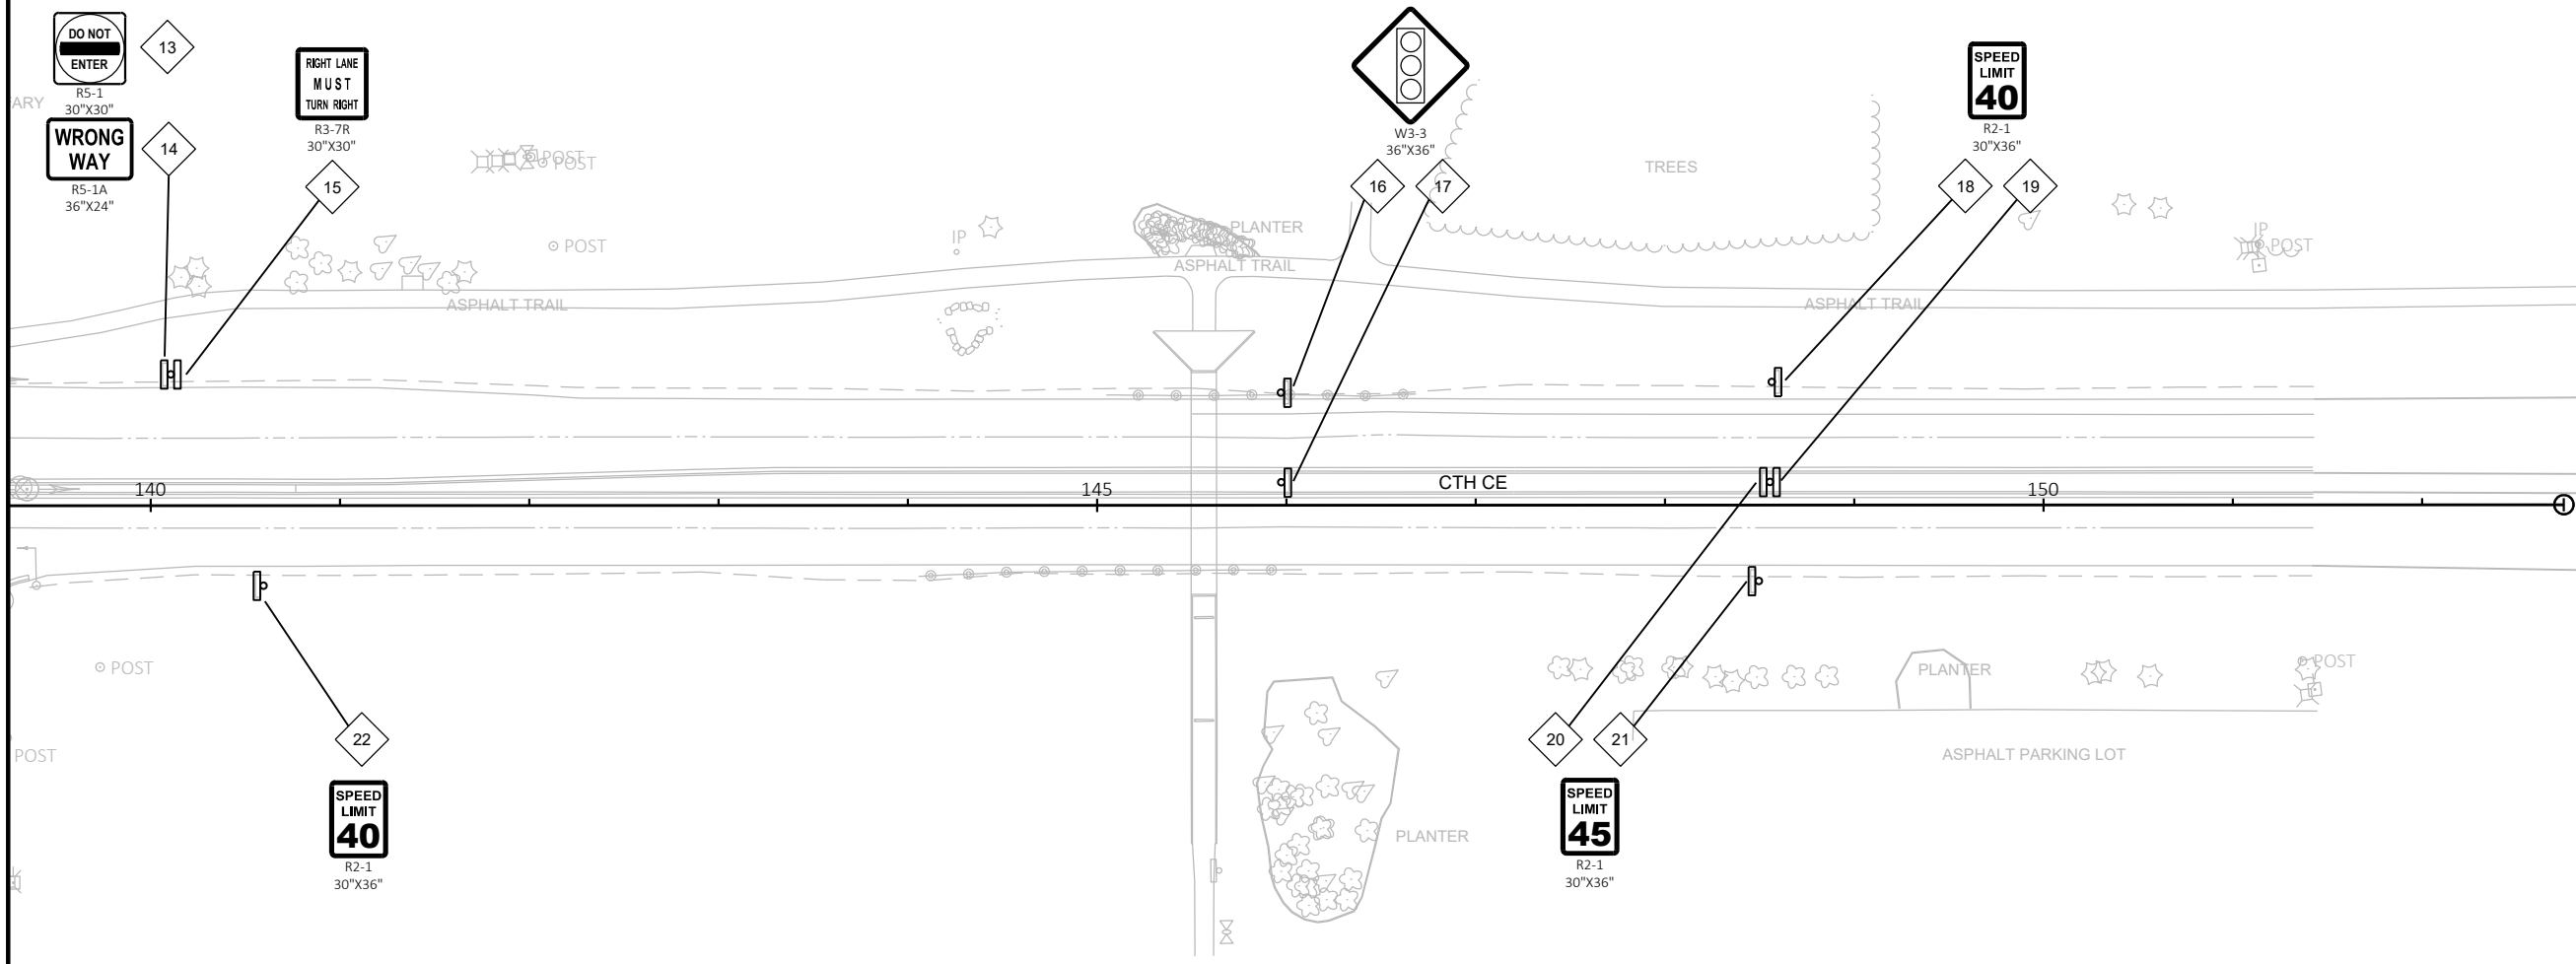 DO NOT
ENTER
R5-1
30"X30"
13
WRONG
WAY
R5-1A
36"X24"
14
RIGHT LANE
MUST
TURN RIGHT
R3-7R
30"X30"
15
W3-3
36"X36"
16
17
SPEED
LIMIT
40
R2-1
30"X36"
18
19
ARY
POST
POST
TREES
POST
IP
PLANTER
IP
POST
ASPHALT TRAIL
ASPHALT TRAIL
ASPHALT TRAIL
140
145
CTH CE
150
POST
POST
22
SPEED
LIMIT
40
R2-1
30"X36"
PLANTER
20
21
SPEED
LIMIT
45
R2-1
30"X36"
PLANTER
POST
ASPHALT PARKING LOT